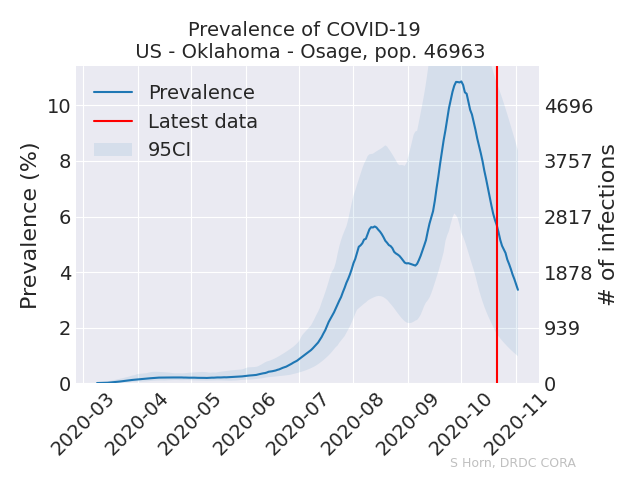 Prevalence of COVID-19
US - Oklahoma - Osage, pop. 46963
Prevalence
Latest data
95CI
Prevalence (%)
10
8
6
4
2
0
4696
3757
2817
1878
939
0
# of infections
2020-03
2020-04
2020-05
2020-06
2020-07
2020-08
2020-09
2020-10
2020-11
S Horn, DRDC CORA